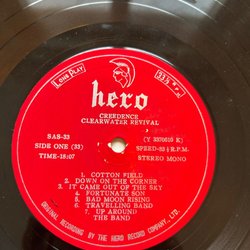 LONG PLAY
33⅓ R.P.M.
hero
CREEDENCE
CLEARWATER REVIVAL
SAS-33
(Y 3370510 K)
SIDE ONE (33)
SPEED-33⅓ R.P.M.
TIME-18:07
STEREO MONO
1. COTTON FIELD
2. DOWN ON THE CORNER
3. IT CAME OUT OF THE SKY
4. FORTUNATE SON
5. BAD MOON RISING
6. TRAVELLING BAND
7. UP AROUND
THE BAND
ORIGINAL RECORDING BY THE HERO RECORD COMPANY, LTD.